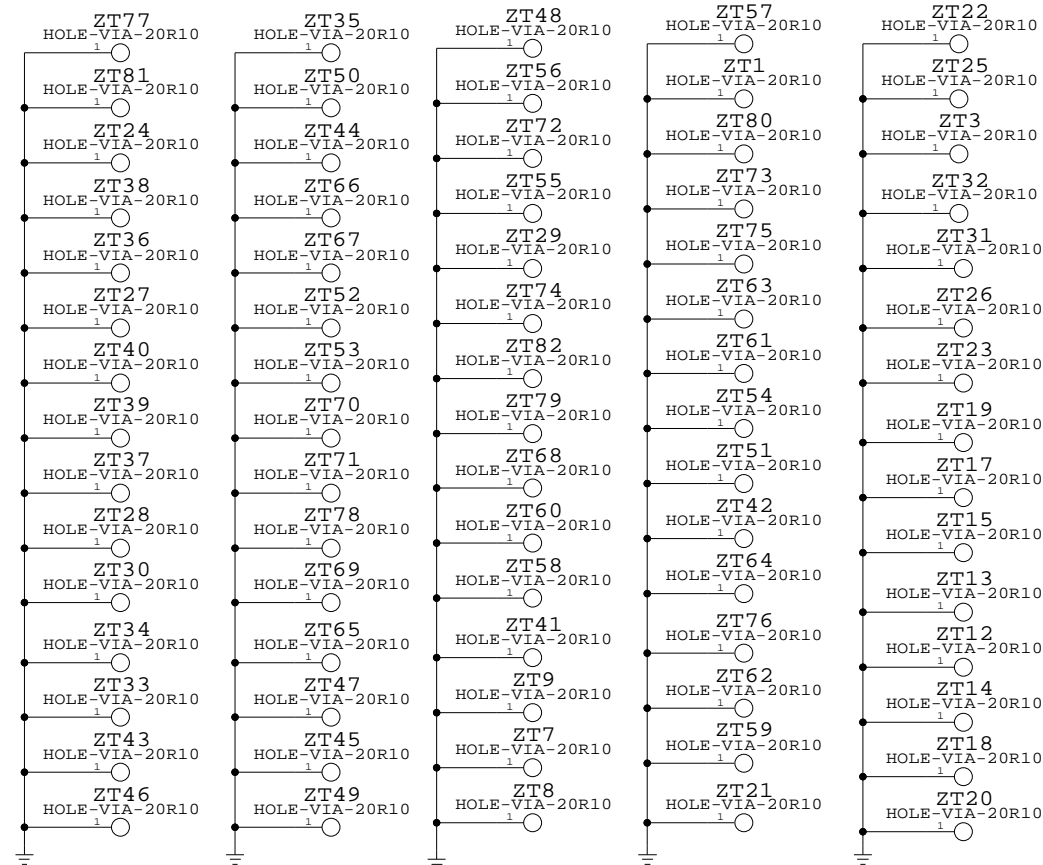 ZT77
HOLE-VIA-20R10
1
ZT81
HOLE-VIA-20R10
1
ZT24
HOLE-VIA-20R10
1
ZT38
HOLE-VIA-20R10
1
ZT36
HOLE-VIA-20R10
1
ZT27
HOLE-VIA-20R10
1
ZT40
HOLE-VIA-20R10
1
ZT39
HOLE-VIA-20R10
1
ZT37
HOLE-VIA-20R10
1
ZT28
HOLE-VIA-20R10
1
ZT30
HOLE-VIA-20R10
1
ZT34
HOLE-VIA-20R10
1
ZT33
HOLE-VIA-20R10
1
ZT43
HOLE-VIA-20R10
1
ZT46
HOLE-VIA-20R10
1
ZT35
HOLE-VIA-20R10
1
ZT50
HOLE-VIA-20R10
1
ZT44
HOLE-VIA-20R10
1
ZT66
HOLE-VIA-20R10
1
ZT67
HOLE-VIA-20R10
1
ZT52
HOLE-VIA-20R10
1
ZT53
HOLE-VIA-20R10
1
ZT70
HOLE-VIA-20R10
1
ZT71
HOLE-VIA-20R10
1
ZT78
HOLE-VIA-20R10
1
ZT69
HOLE-VIA-20R10
1
ZT65
HOLE-VIA-20R10
1
ZT47
HOLE-VIA-20R10
1
ZT45
HOLE-VIA-20R10
1
ZT49
HOLE-VIA-20R10
1
ZT48
HOLE-VIA-20R10
1
ZT56
HOLE-VIA-20R10
1
ZT72
HOLE-VIA-20R10
1
ZT55
HOLE-VIA-20R10
1
ZT29
HOLE-VIA-20R10
1
ZT74
HOLE-VIA-20R10
1
ZT82
HOLE-VIA-20R10
1
ZT79
HOLE-VIA-20R10
1
ZT68
HOLE-VIA-20R10
1
ZT60
HOLE-VIA-20R10
1
ZT58
HOLE-VIA-20R10
1
ZT41
HOLE-VIA-20R10
1
ZT9
HOLE-VIA-20R10
1
ZT7
HOLE-VIA-20R10
1
ZT8
HOLE-VIA-20R10
1
ZT57
HOLE-VIA-20R10
1
ZT1
HOLE-VIA-20R10
1
ZT80
HOLE-VIA-20R10
1
ZT73
HOLE-VIA-20R10
1
ZT75
HOLE-VIA-20R10
1
ZT63
HOLE-VIA-20R10
1
ZT61
HOLE-VIA-20R10
1
ZT54
HOLE-VIA-20R10
1
ZT51
HOLE-VIA-20R10
1
ZT42
HOLE-VIA-20R10
1
ZT64
HOLE-VIA-20R10
1
ZT76
HOLE-VIA-20R10
1
ZT62
HOLE-VIA-20R10
1
ZT59
HOLE-VIA-20R10
1
ZT21
HOLE-VIA-20R10
1
ZT22
HOLE-VIA-20R10
1
ZT25
HOLE-VIA-20R10
1
ZT3
HOLE-VIA-20R10
1
ZT32
HOLE-VIA-20R10
1
ZT31
HOLE-VIA-20R10
1
ZT26
HOLE-VIA-20R10
1
ZT23
HOLE-VIA-20R10
1
ZT19
HOLE-VIA-20R10
1
ZT17
HOLE-VIA-20R10
1
ZT15
HOLE-VIA-20R10
1
ZT13
HOLE-VIA-20R10
1
ZT12
HOLE-VIA-20R10
1
ZT14
HOLE-VIA-20R10
1
ZT18
HOLE-VIA-20R10
1
ZT20
HOLE-VIA-20R10
1